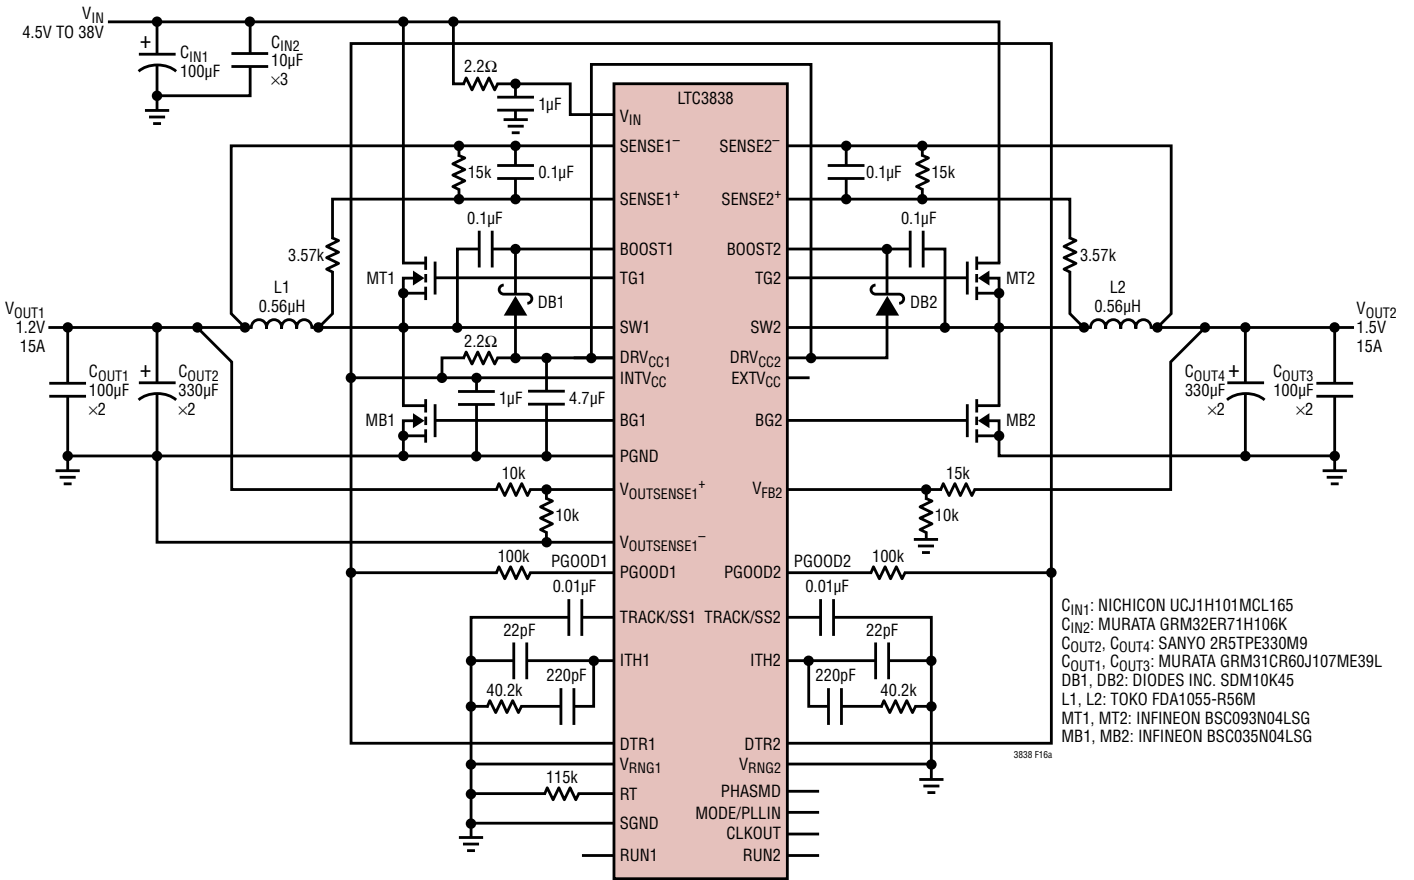 V_IN
4.5V TO 38V
+
C_IN1
100µF
C_IN2
10µF
×3
2.2Ω
1µF
LTC3838
V_IN
SENSE1⁻
SENSE2⁻
15k
0.1µF
0.1µF
15k
SENSE1⁺
SENSE2⁺
0.1µF
0.1µF
3.57k
BOOST1
BOOST2
3.57k
MT1
TG1
TG2
MT2
L1
0.56µH
DB1
DB2
L2
0.56µH
V_OUT1
1.2V
15A
SW1
SW2
V_OUT2
1.5V
15A
2.2Ω
DRV_CC1
DRV_CC2
INTV_CC
EXTV_CC
C_OUT1
100µF
×2
+
C_OUT2
330µF
×2
1µF
4.7µF
C_OUT4
330µF
×2
+
C_OUT3
100µF
×2
MB1
BG1
BG2
MB2
PGND
10k
15k
V_OUTSENSE1⁺
V_FB2
10k
10k
V_OUTSENSE1⁻
100k
PGOOD1
PGOOD2
100k
PGOOD1
PGOOD2
0.01µF
0.01µF
TRACK/SS1
TRACK/SS2
22pF
22pF
ITH1
ITH2
220pF
220pF
40.2k
40.2k
C_IN1: NICHICON UCJ1H101MCL165
C_IN2: MURATA GRM32ER71H106K
C_OUT2, C_OUT4: SANYO 2R5TPE330M9
C_OUT1, C_OUT3: MURATA GRM31CR60J107ME39L
DB1, DB2: DIODES INC. SDM10K45
L1, L2: TOKO FDA1055-R56M
MT1, MT2: INFINEON BSC093N04LSG
MB1, MB2: INFINEON BSC035N04LSG
DTR1
DTR2
3838 F16a
V_RNG1
V_RNG2
115k
RT
PHASMD
MODE/PLLIN
SGND
CLKOUT
RUN1
RUN2